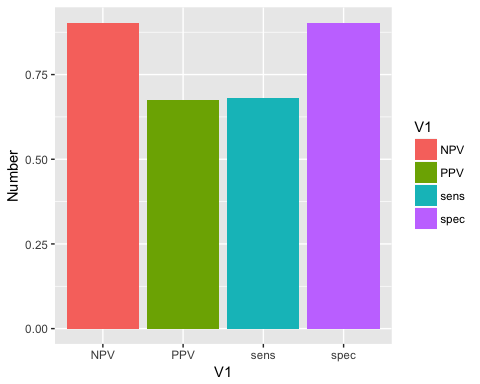 Number
0.75
0.50
0.25
0.00
NPV PPV sens spec
V1
V1
NPV
PPV
sens
spec